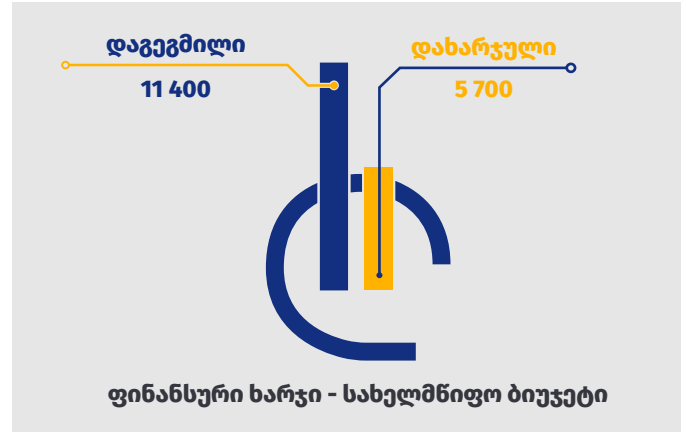 დაგეგმილი
11 400
დახარჯული
5 700
ფინანსური ხარჯი - სახელმწიფო ბიუჯეტი